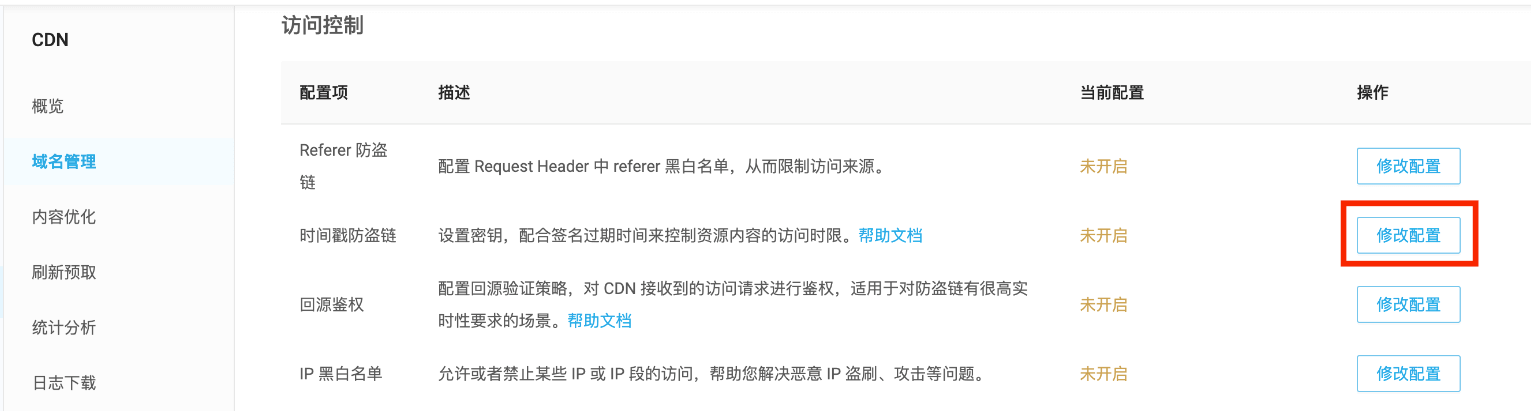 访问控制
CDN
概览
域名管理
内容优化
刷新预取
统计分析
日志下载
配置项 描述 当前配置 操作
Referer 防盗
链
配置 Request Header 中 referer 黑白名单，从而限制访问来源。 未开启 修改配置
时间戳防盗链 设置密钥，配合签名过期时间来控制资源内容的访问时限。帮助文档 未开启 修改配置
回源鉴权
配置回源验证策略，对 CDN 接收到的访问请求进行鉴权，适用于对防盗链有很高实
时性要求的场景。帮助文档
未开启 修改配置
IP 黑白名单 允许或者禁止某些 IP 或 IP 段的访问，帮助您解决恶意 IP 盗刷、攻击等问题。 未开启 修改配置